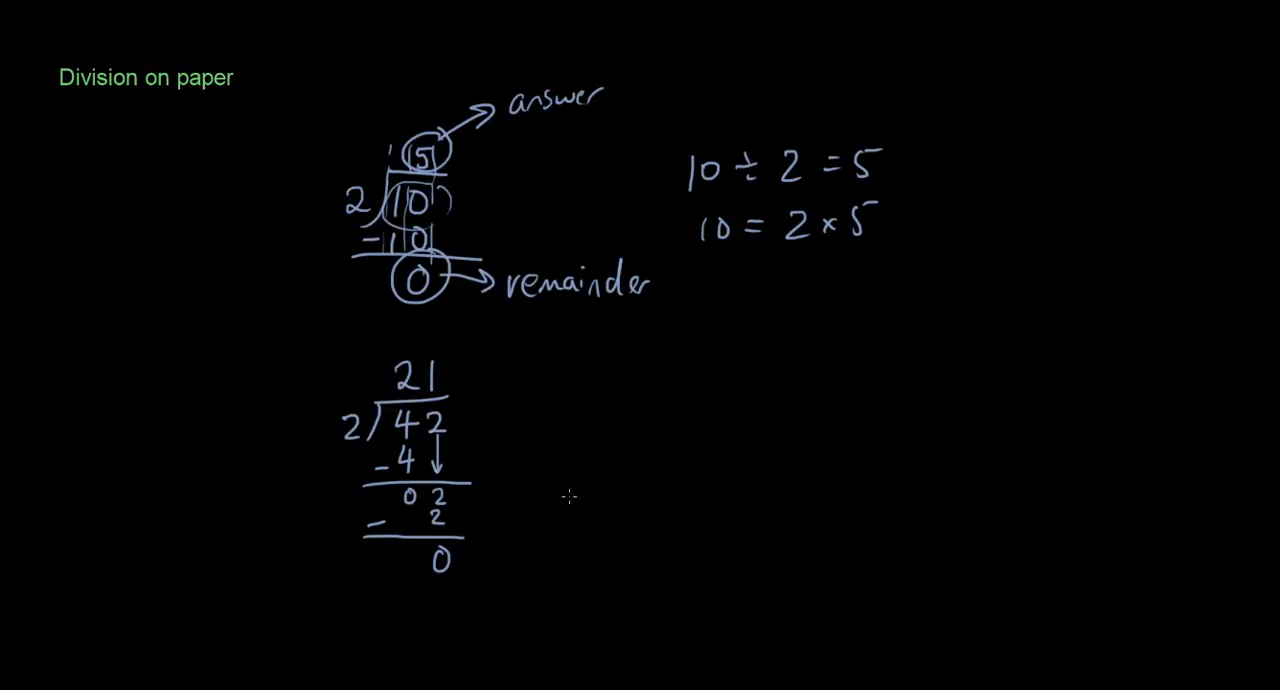 Division on paper
answer
5
2 10
10 ÷ 2 = 5
10 = 2 × 5
- 10
0
remainder
21
2 42
- 4
02
- 2
0